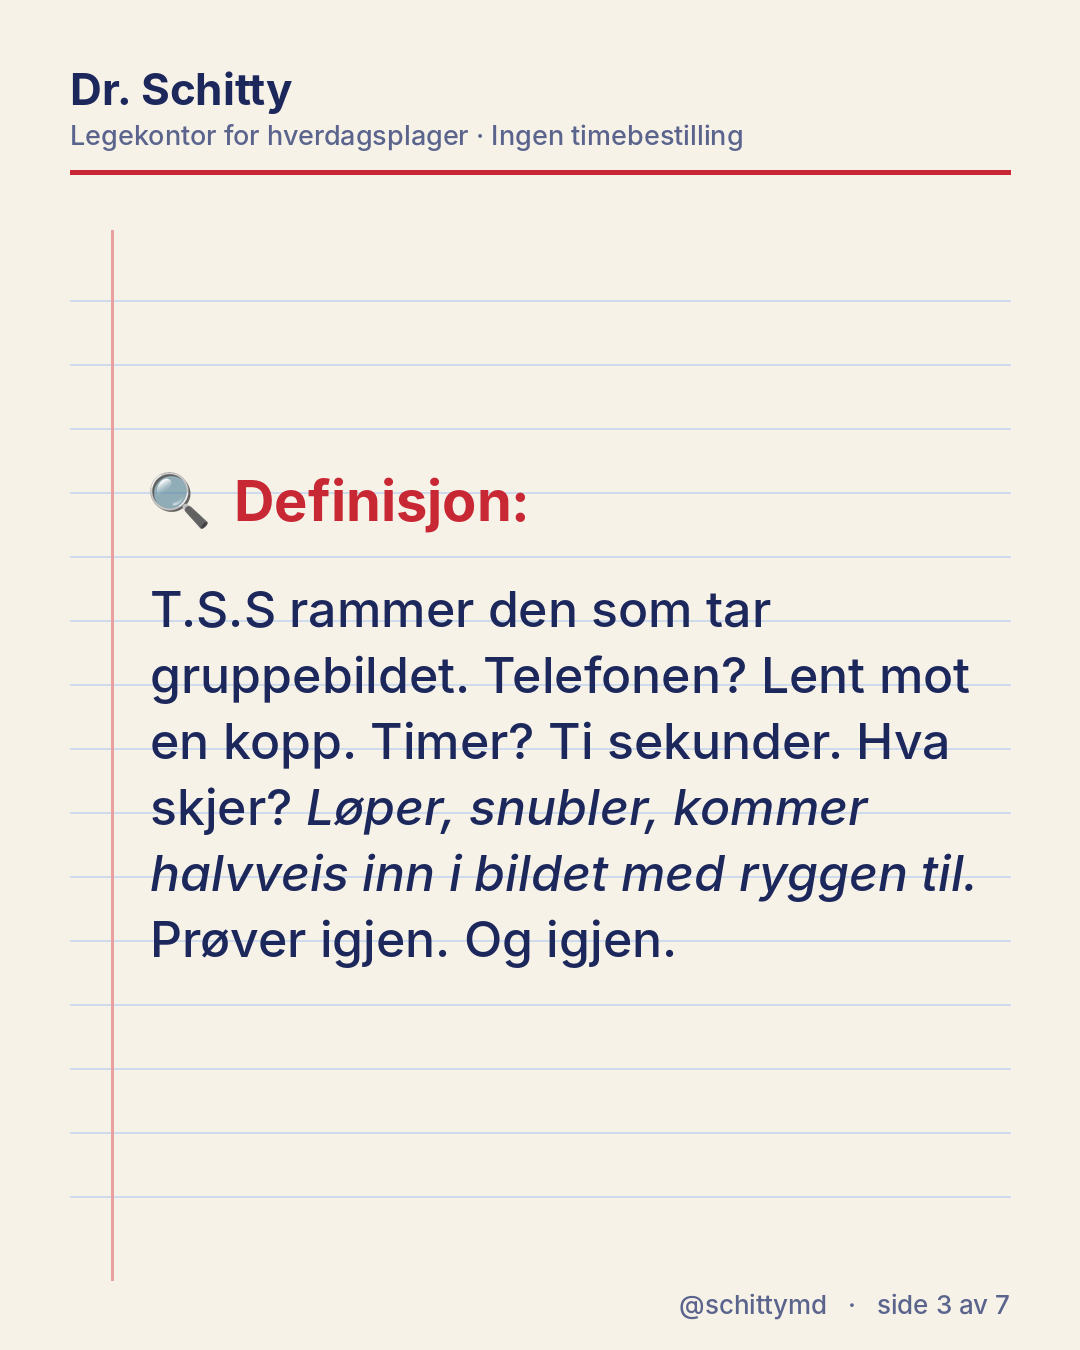 Dr. Schitty
Legekontor for hverdagsplager · Ingen timebestilling
🔍 Definisjon:
T.S.S rammer den som tar
gruppebildet. Telefonen? Lent mot
en kopp. Timer? Ti sekunder. Hva
skjer? Løper, snubler, kommer
halvveis inn i bildet med ryggen til.
Prøver igjen. Og igjen.
@schittymd · side 3 av 7